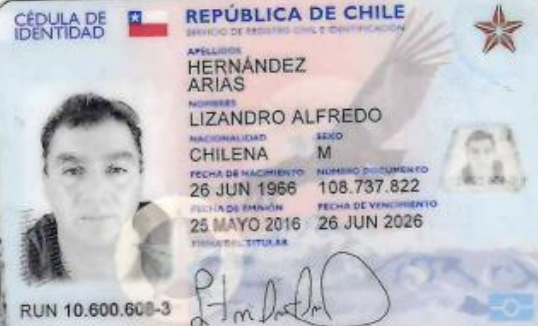 CÉDULA DE
IDENTIDAD
REPÚBLICA DE CHILE
SERVICIO DE REGISTRO CIVIL E IDENTIFICACIÓN
APELLIDOS
HERNÁNDEZ
ARIAS
NOMBRES
LIZANDRO ALFREDO
NACIONALIDAD SEXO
CHILENA M
FECHA DE NACIMIENTO NÚMERO DOCUMENTO
26 JUN 1966 108.737.822
FECHA DE EMISIÓN FECHA DE VENCIMIENTO
25 MAYO 2016 26 JUN 2026
FIRMA DEL TITULAR
RUN 10.600.608-3